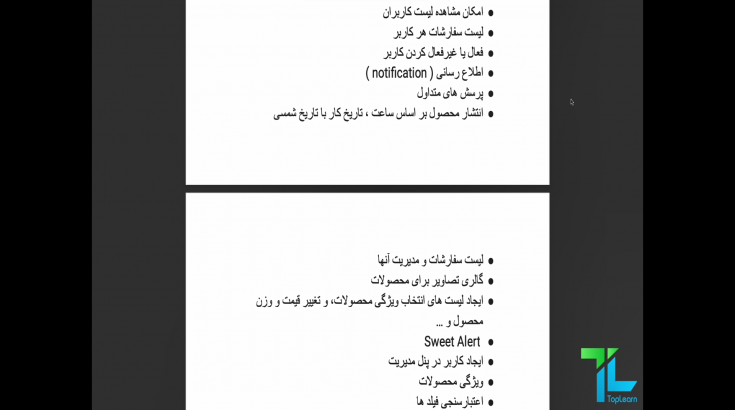 امکان مشاهده لیست کاربران
لیست سفارشات هر کاربر
فعال یا غیرفعال کردن کاربر
اطلاع رسانی ( notification )
پرسش های متداول
انتشار محصول بر اساس ساعت ، تاریخ کار با تاریخ شمسی
لیست سفارشات و مدیریت آنها
گالری تصاویر برای محصولات
ایجاد لیست های انتخاب ویژگی محصولات، و تغییر قیمت و وزن
محصول و ...
Sweet Alert
ایجاد کاربر در پنل مدیریت
ویژگی محصولات
اعتبارسنجی فیلد ها
TopLearn